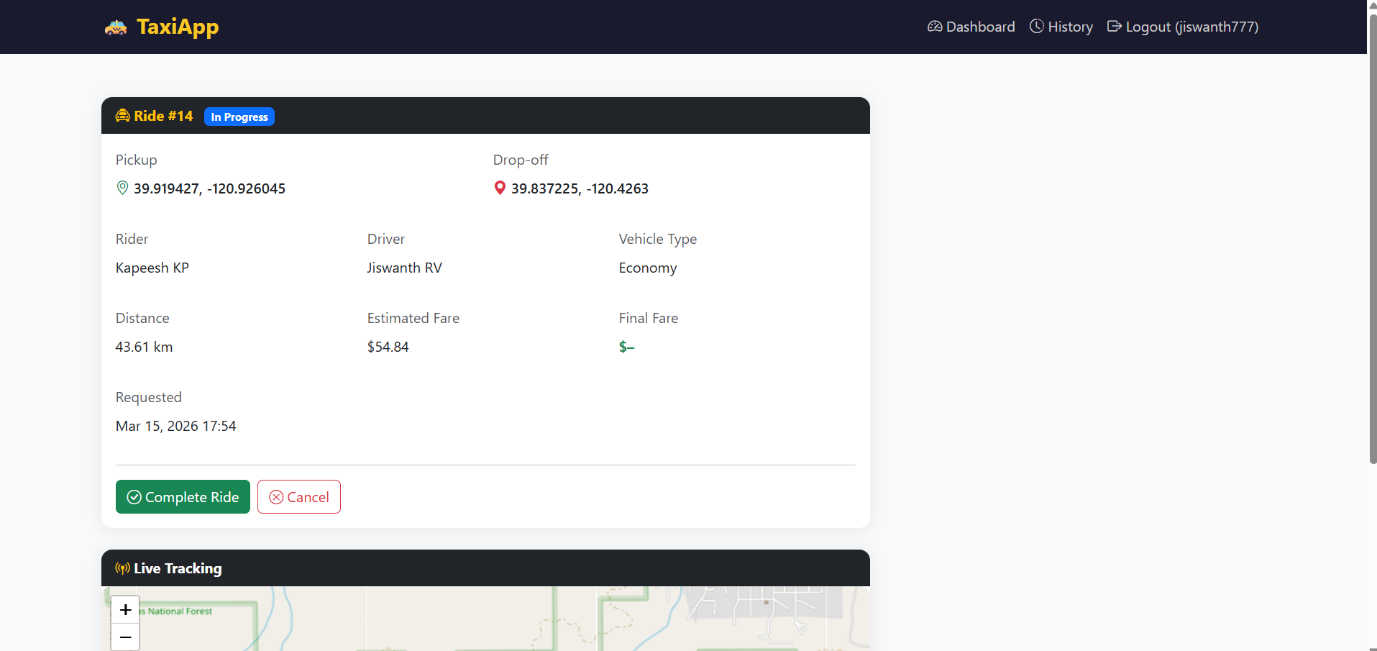 TaxiApp
Dashboard History Logout (jiswanth777)
Ride #14 In Progress
Pickup Drop-off
39.919427, -120.926045 39.837225, -120.4263
Rider Driver Vehicle Type
Kapeesh KP Jiswanth RV Economy
Distance Estimated Fare Final Fare
43.61 km $54.84 $–
Requested
Mar 15, 2026 17:54
Complete Ride Cancel
Live Tracking
+
National Forest
−